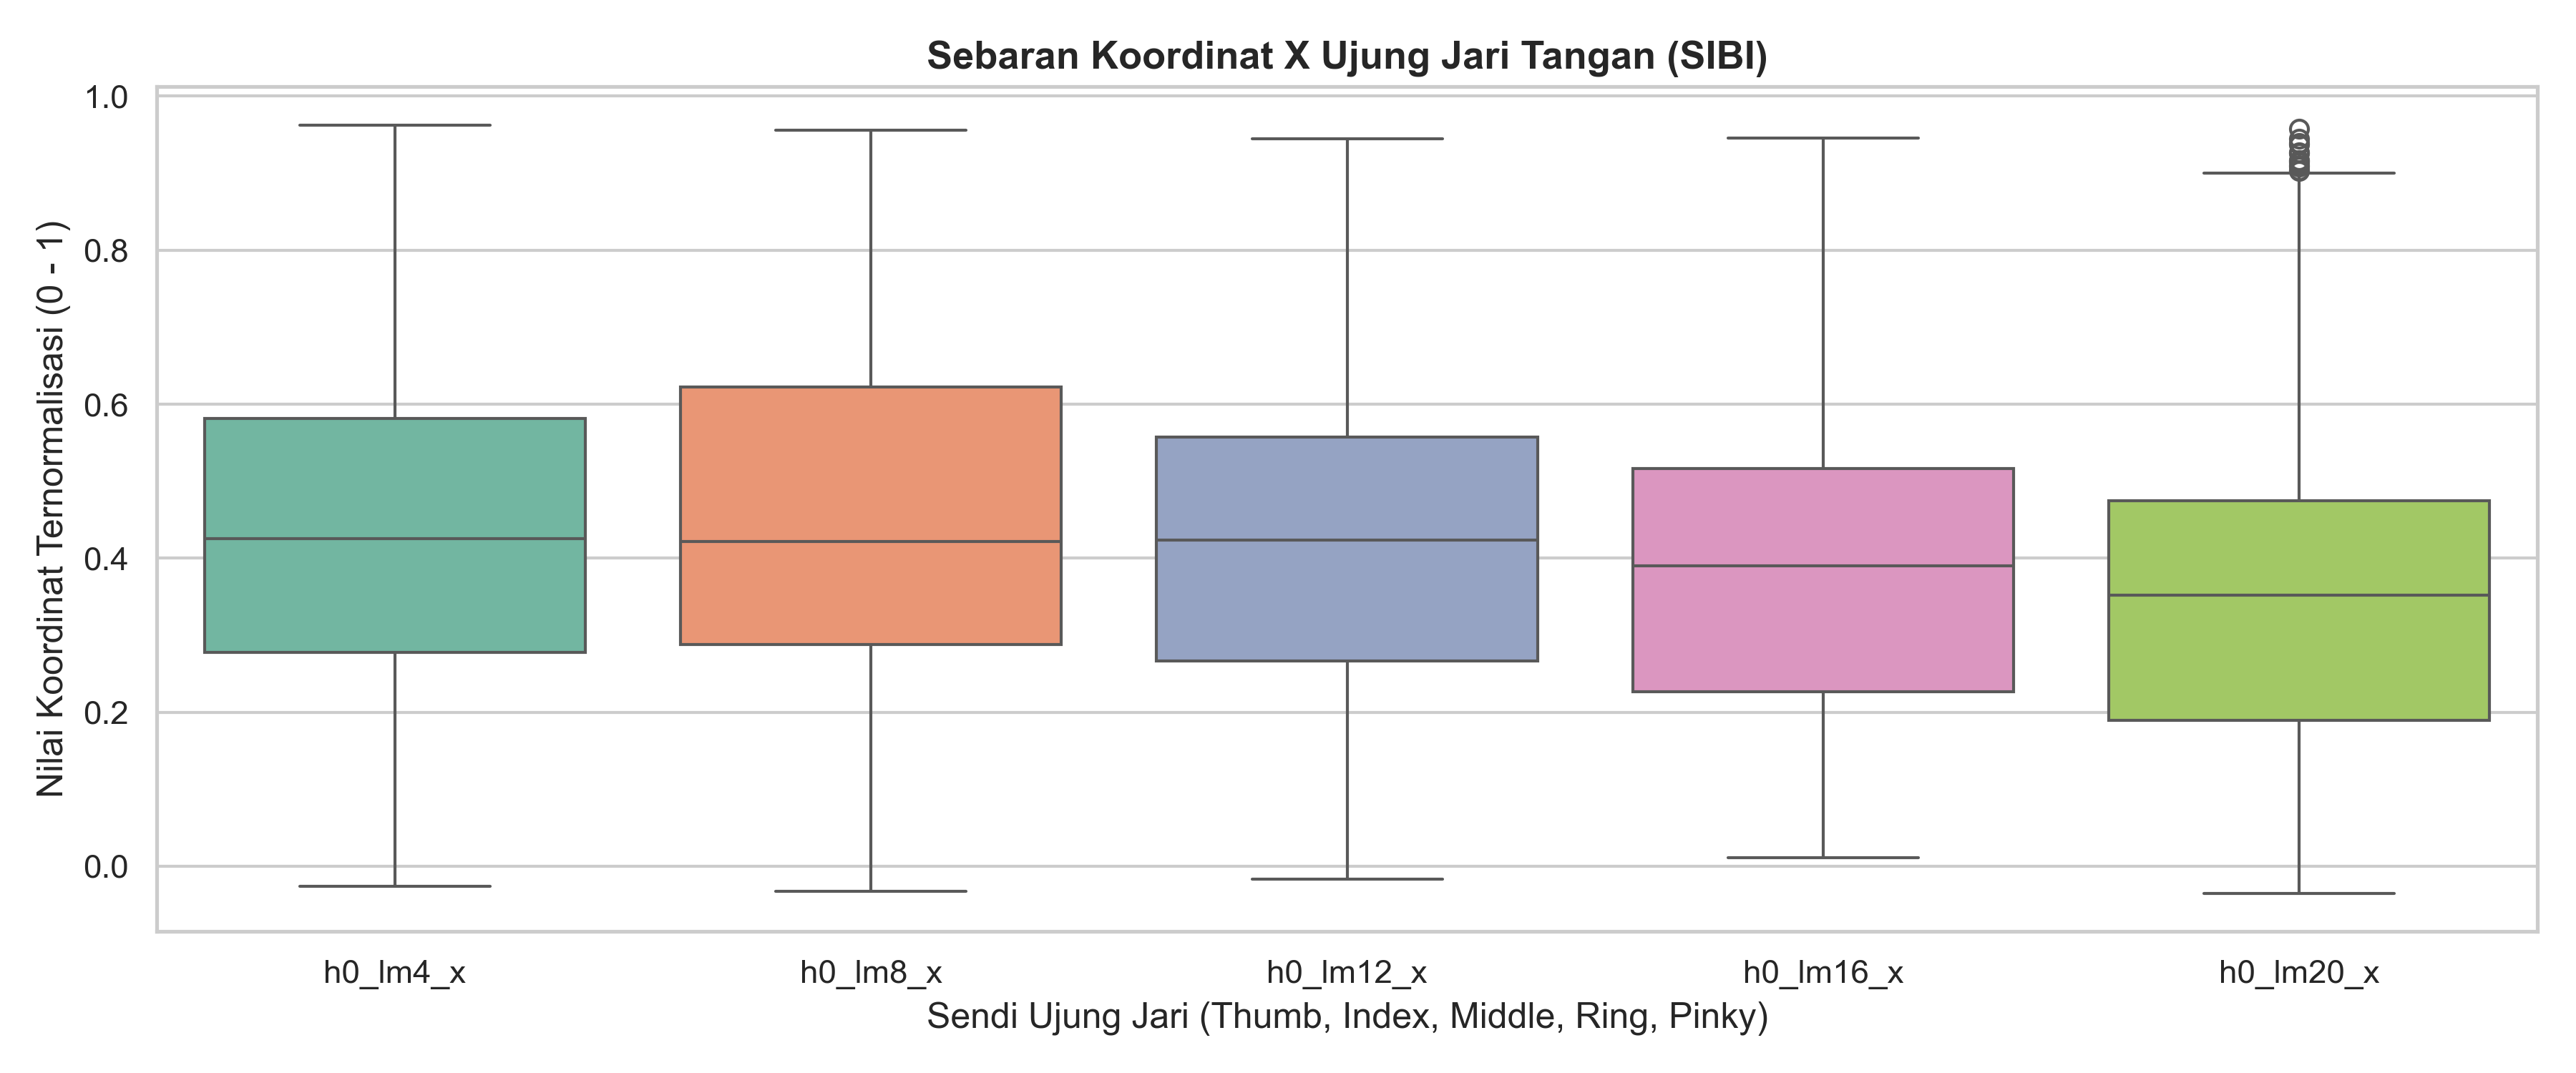 Sebaran Koordinat X Ujung Jari Tangan (SIBI)
Nilai Koordinat Ternormalisasi (0 - 1)
1.0
0.8
0.6
0.4
0.2
0.0
h0_lm4_x h0_lm8_x h0_lm12_x h0_lm16_x h0_lm20_x
Sendi Ujung Jari (Thumb, Index, Middle, Ring, Pinky)